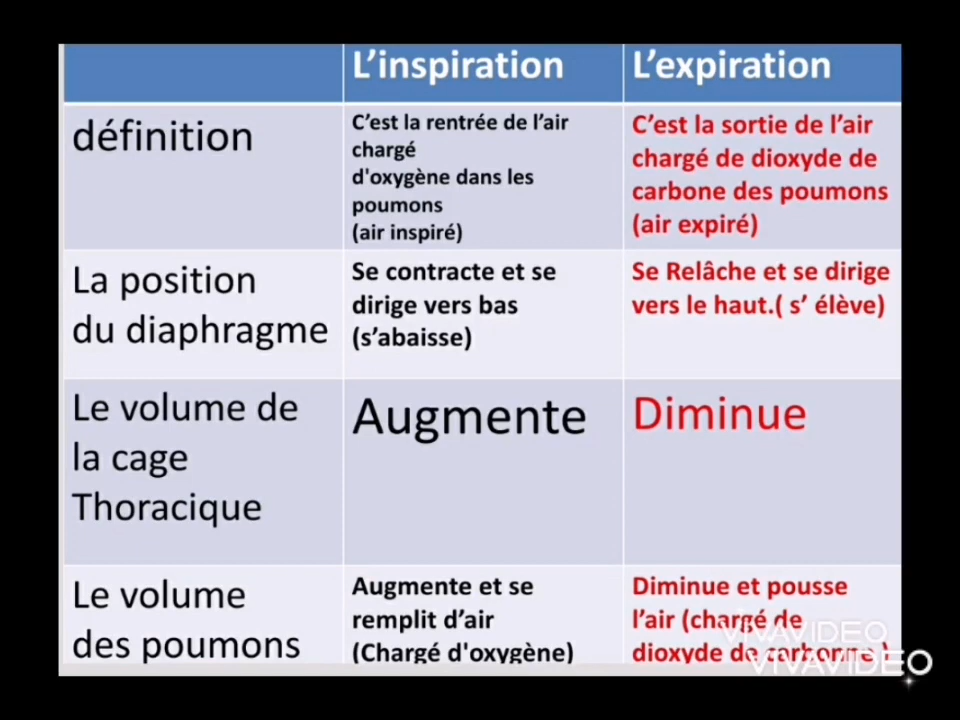 L'inspiration
L'expiration
définition
C'est la rentrée de l'air
chargé
d'oxygène dans les
poumons
(air inspiré)
C'est la sortie de l'air
chargé de dioxyde de
carbone des poumons
(air expiré)
La position
du diaphragme
Se contracte et se
dirige vers bas
(s'abaisse)
Se Relâche et se dirige
vers le haut.( s' élève)
Le volume de
la cage
Thoracique
Augmente
Diminue
Le volume
des poumons
Augmente et se
remplit d'air
(Chargé d'oxygène)
Diminue et pousse
l'air (chargé de
dioxyde de carbonne )
VIVAVIDEO
VIVAVIDEO